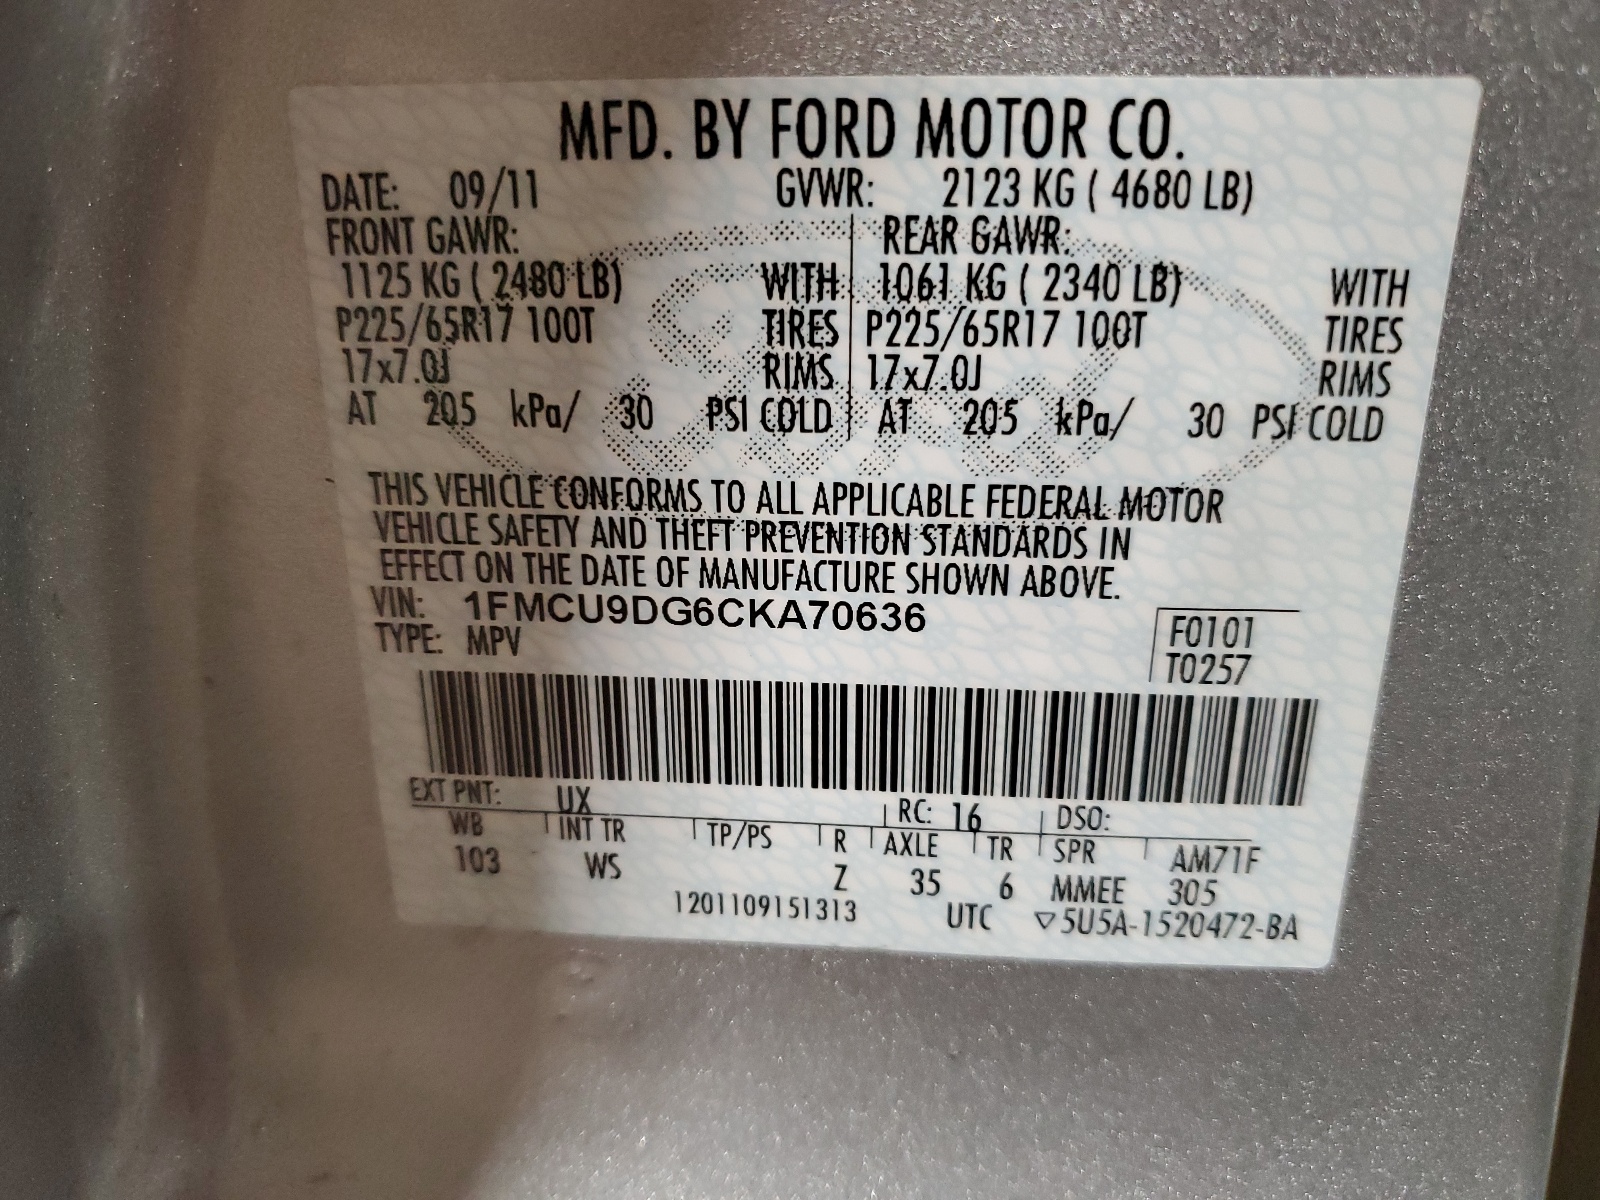 MFD. BY FORD MOTOR CO.
DATE: 09/11 GVWR: 2123 KG ( 4680 LB)
FRONT GAWR: REAR GAWR:
1125 KG ( 2480 LB) WITH 1061 KG ( 2340 LB) WITH
P225/65R17 100T TIRES P225/65R17 100T TIRES
17x7.0J RIMS 17x7.0J RIMS
AT 205 kPa/ 30 PSI COLD AT 205 kPa/ 30 PSI COLD
THIS VEHICLE CONFORMS TO ALL APPLICABLE FEDERAL MOTOR
VEHICLE SAFETY AND THEFT PREVENTION STANDARDS IN
EFFECT ON THE DATE OF MANUFACTURE SHOWN ABOVE.
VIN: 1FMCU9DG6CKA70636
TYPE: MPV
F0101
T0257
EXT PNT: UX RC: 16 DSO:
WB INT TR TP/PS R AXLE TR SPR AM71F
103 WS Z 35 6 MMEE 305
1201109151313 UTC ▽5U5A-1520472-BA
Ford